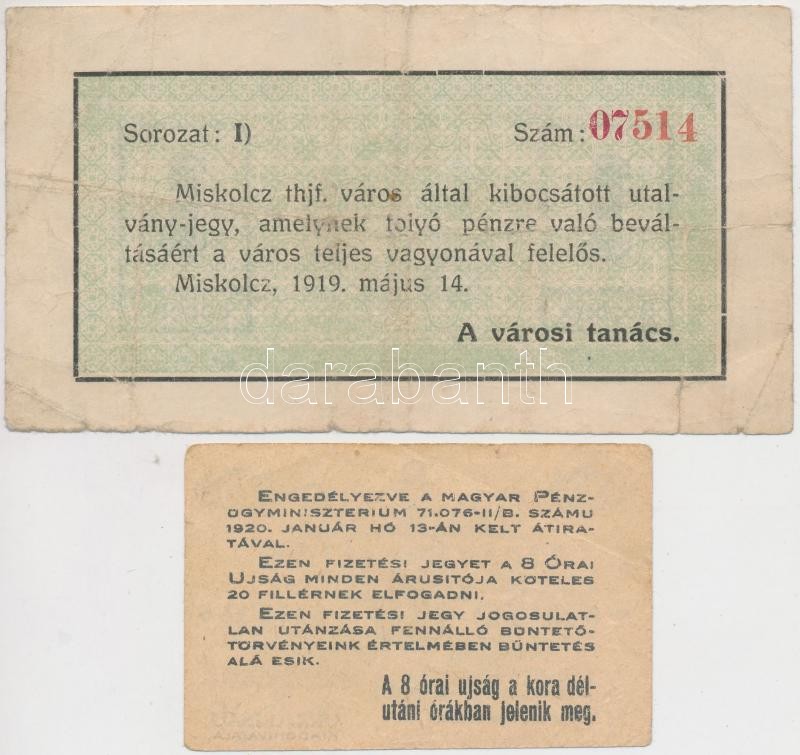 Sorozat: I) Szám: 07514
Miskolcz thjf. város által kibocsátott utal-
vány-jegy, amelynek folyó pénzre való bevál-
tásáért a város teljes vagyonával felelős.
Miskolcz, 1919. május 14.
A városi tanács.
darabanth
ENGEDÉLYEZVE A MAGYAR PÉNZ-
ÜGYMINISZTERIUM 71.076-II/B. SZÁMU
1920. JANUÁR HÓ 13-ÁN KELT ÁTIRA-
TÁVAL.
EZEN FIZETÉSI JEGYET A 8 ÓRAI
UJSÁG MINDEN ÁRUSITÓJA KÖTELES
20 FILLÉRNEK ELFOGADNI.
EZEN FIZETÉSI JEGY JOGOSULAT-
LAN UTÁNZÁSA FENNÁLLÓ BÜNTETŐ-
TÖRVÉNYEINK ÉRTELMÉBEN BÜNTETÉS
ALÁ ESIK.
A 8 órai ujság a kora dél-
utáni órákban jelenik meg.